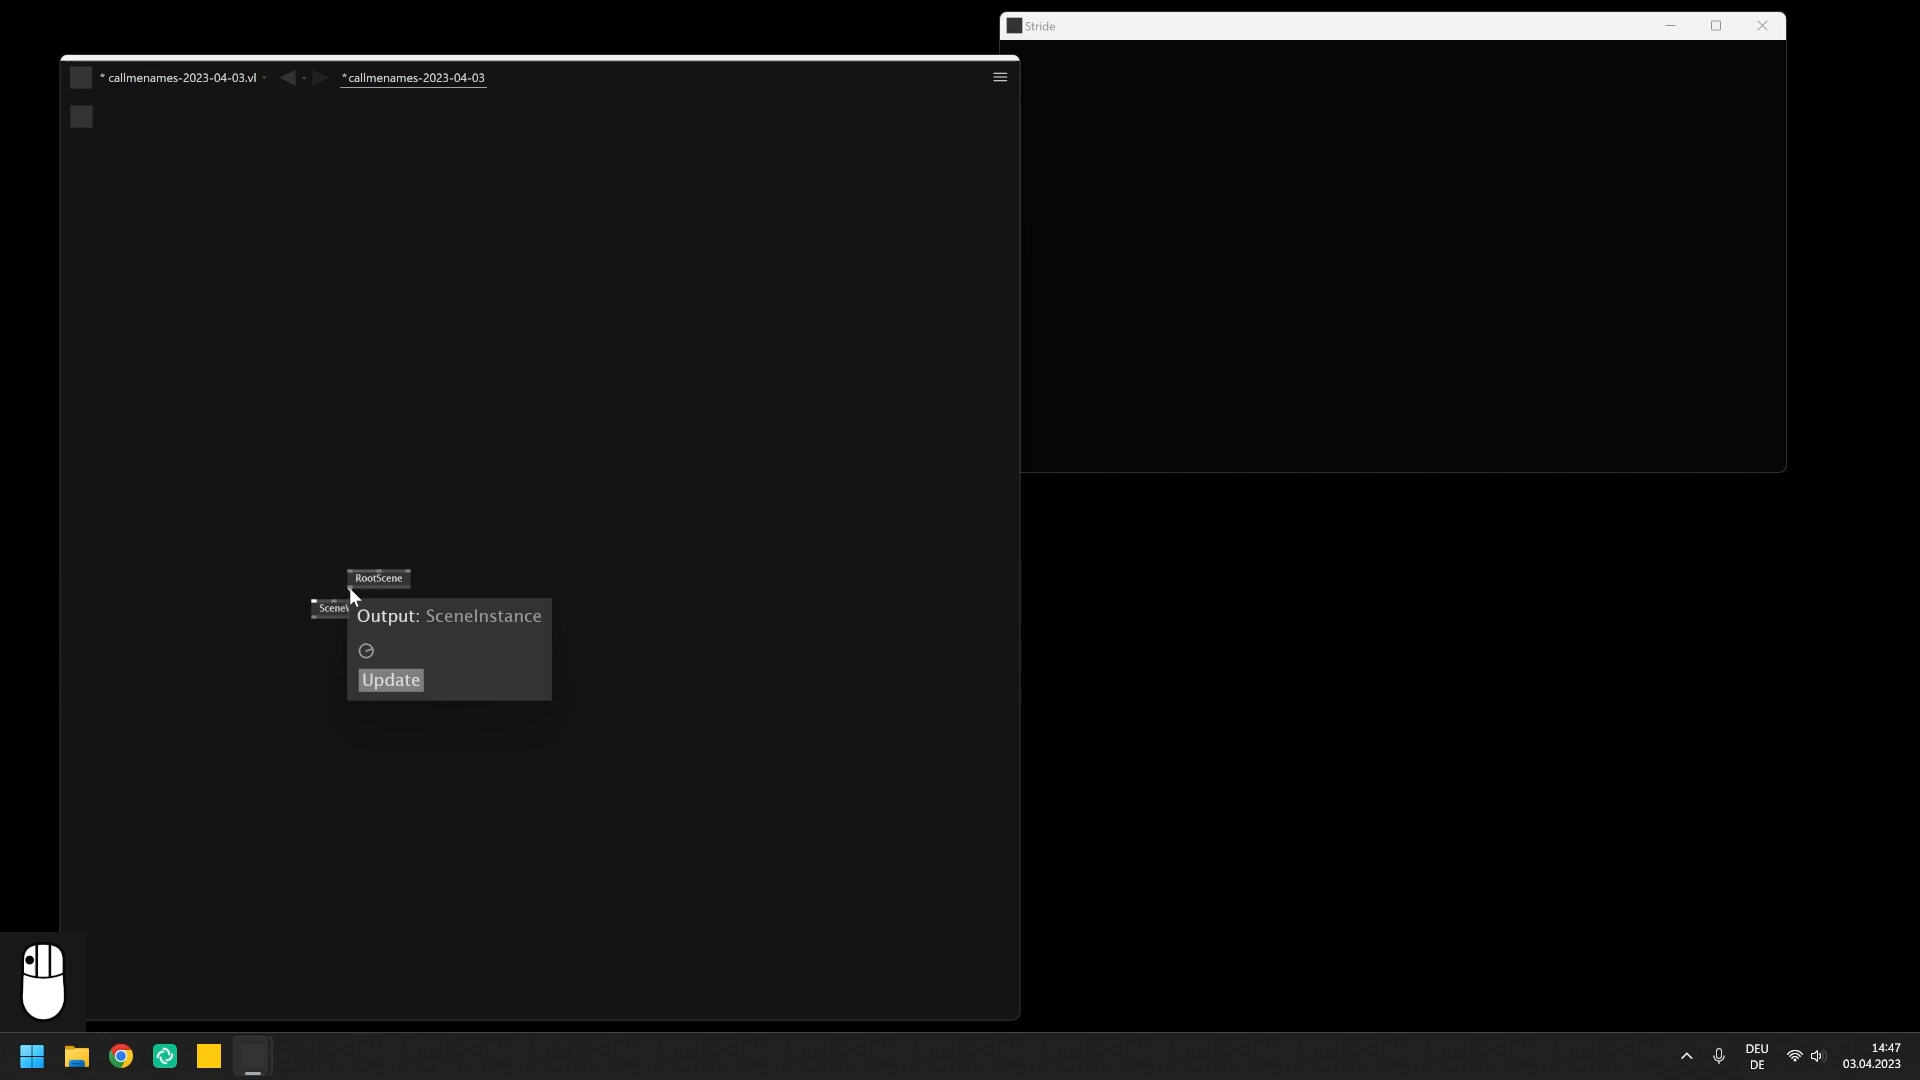 Stride
* callmenames-2023-04-03.vl
*callmenames-2023-04-03
RootScene
Output: SceneInstance
Update
DEU
DE
14:47
03.04.2023